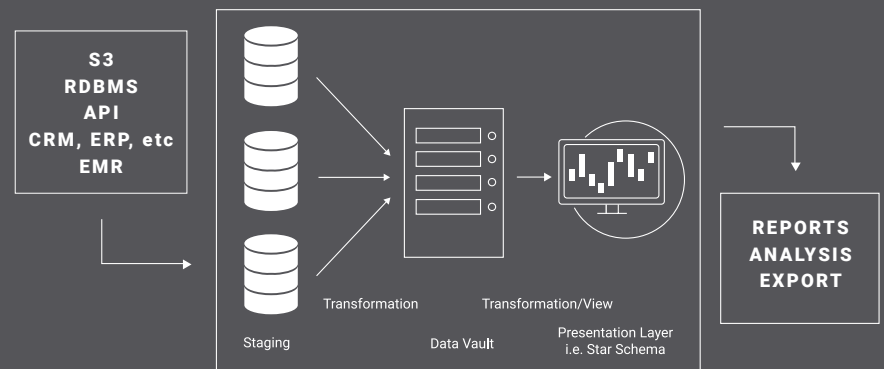 S3
RDBMS
API
CRM, ERP, etc
EMR
Transformation
Transformation/View
Staging
Data Vault
Presentation Layer
i.e. Star Schema
REPORTS
ANALYSIS
EXPORT